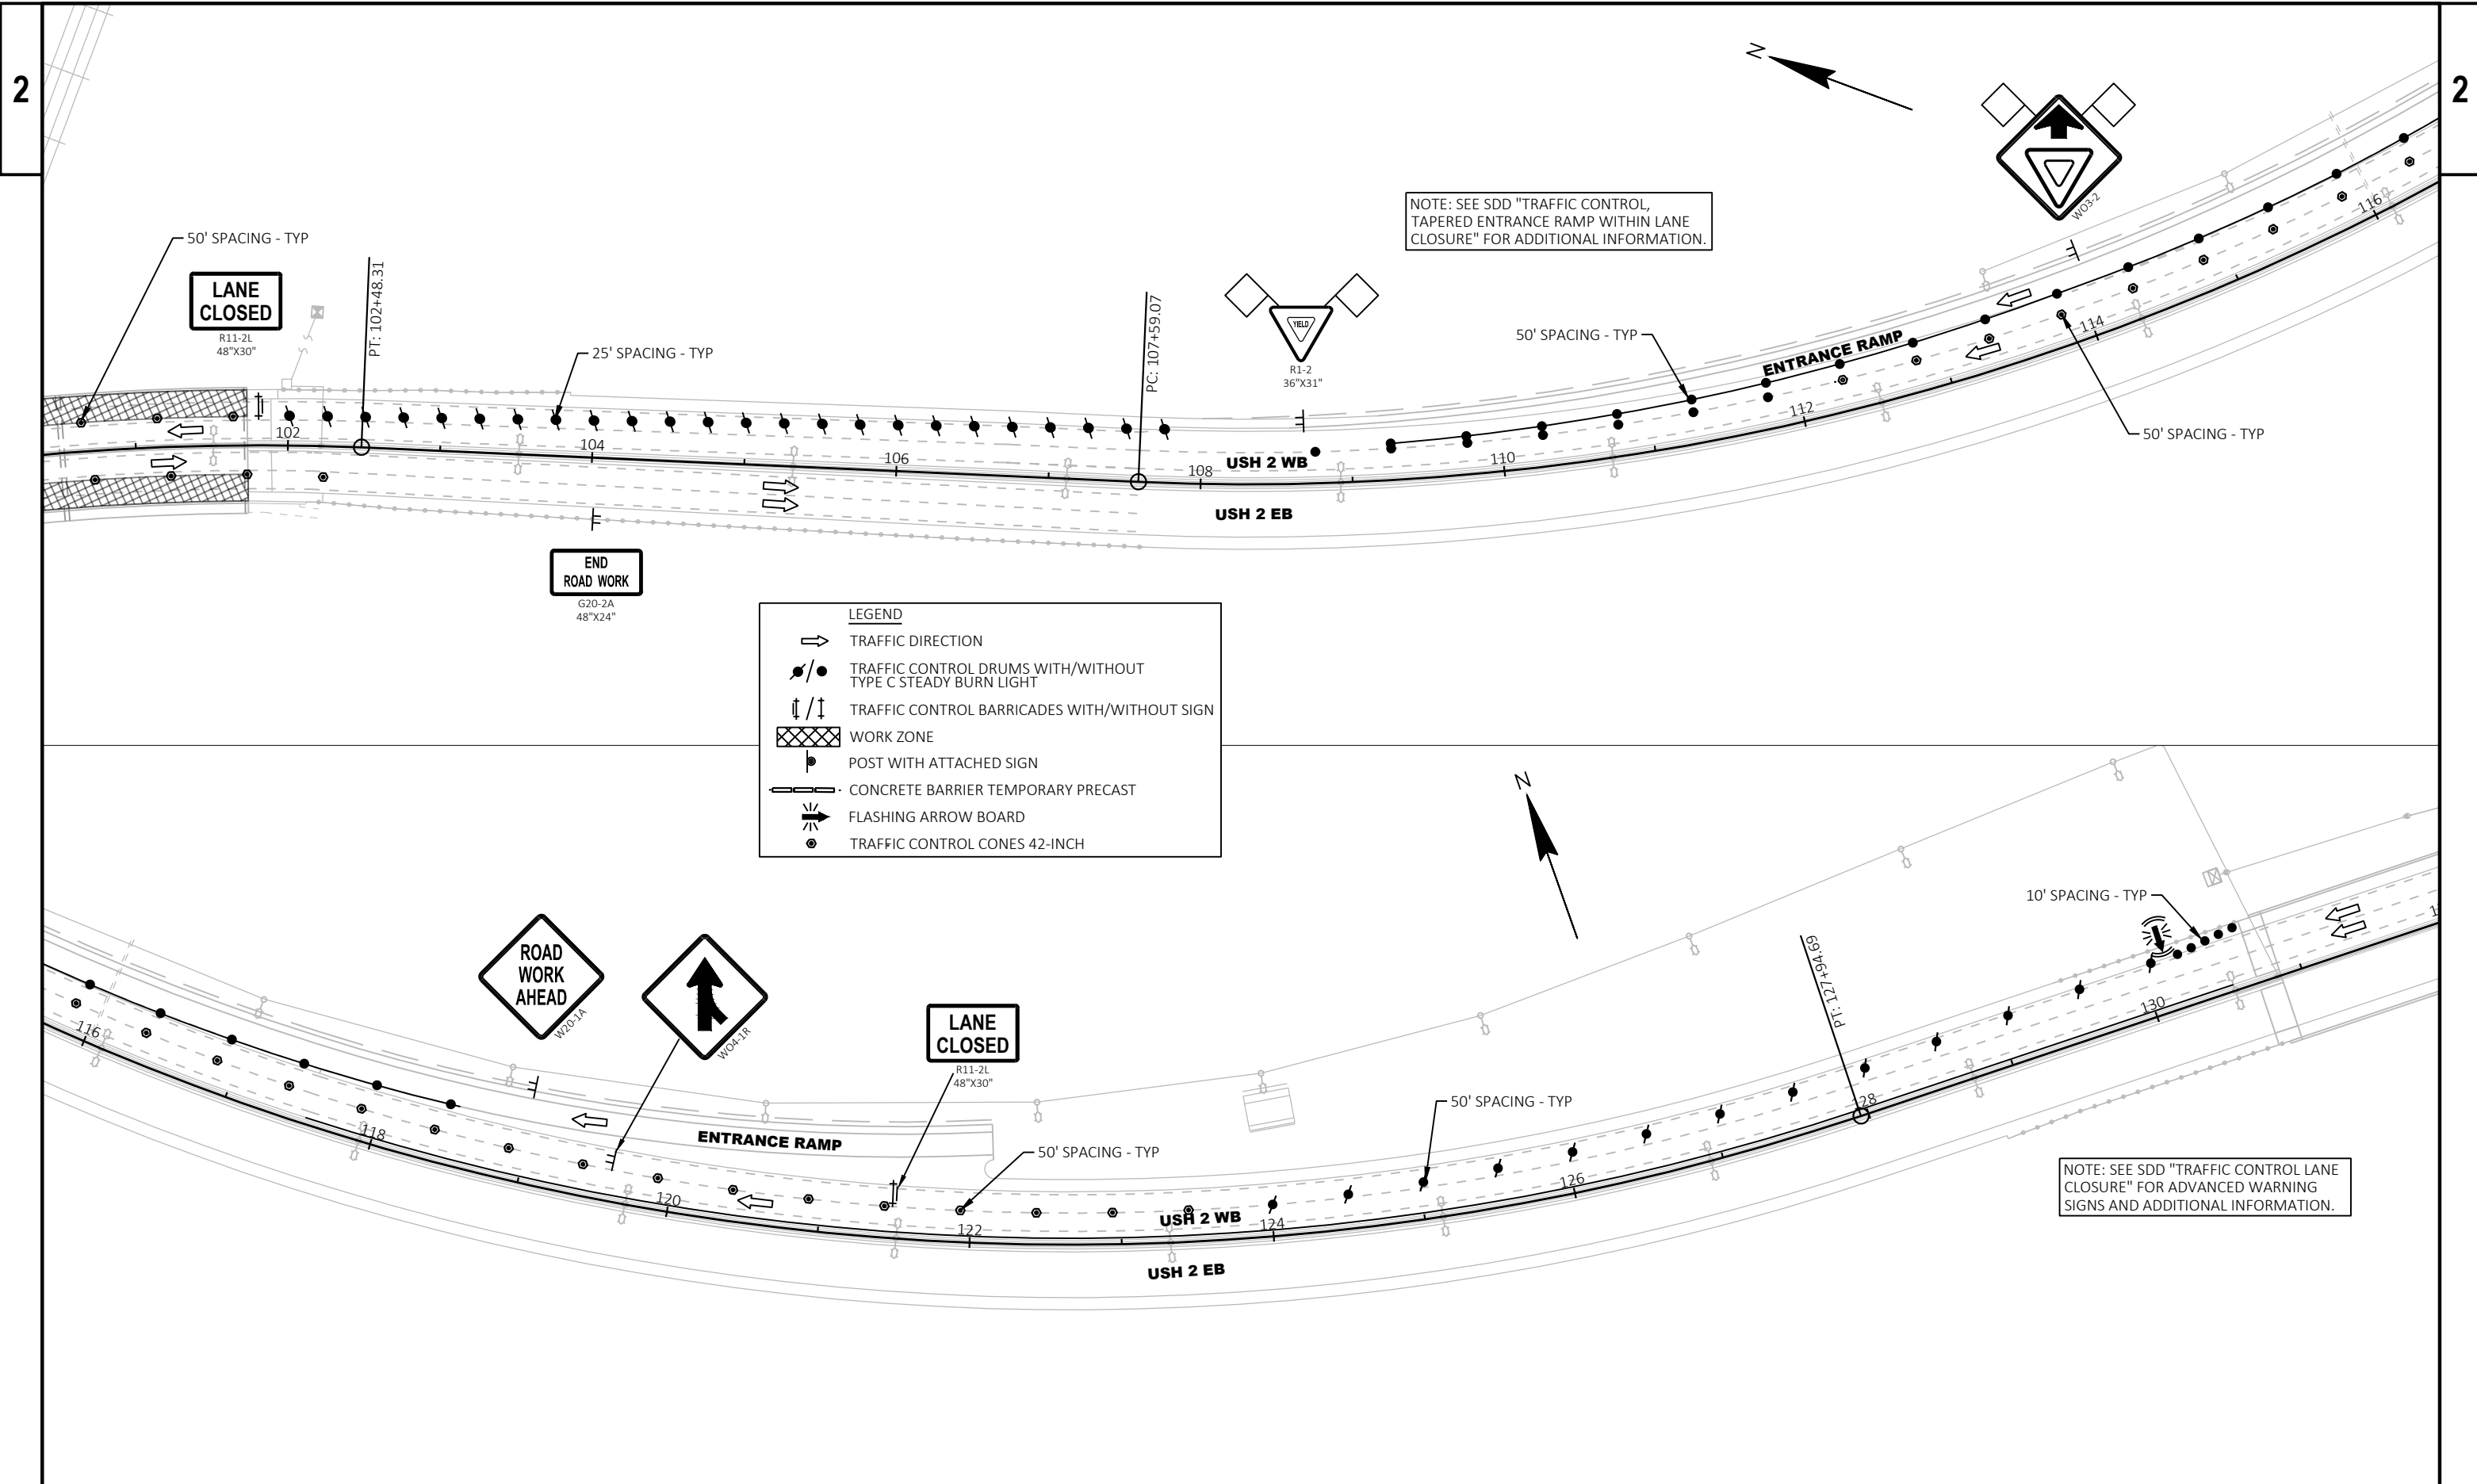 2
2
N
NOTE: SEE SDD "TRAFFIC CONTROL,
TAPERED ENTRANCE RAMP WITHIN LANE
CLOSURE" FOR ADDITIONAL INFORMATION.
W03-2
116
50' SPACING - TYP
LANE
CLOSED
R11-2L
48"X30"
PT: 102+48.31
25' SPACING - TYP
PC: 107+59.07
YIELD
R1-2
36"X31"
50' SPACING - TYP
ENTRANCE RAMP
114
112
50' SPACING - TYP
102
104
106
108
110
USH 2 WB
USH 2 EB
END
ROAD WORK
G20-2A
48"X24"
LEGEND
TRAFFIC DIRECTION
TRAFFIC CONTROL DRUMS WITH/WITHOUT
TYPE C STEADY BURN LIGHT
TRAFFIC CONTROL BARRICADES WITH/WITHOUT SIGN
WORK ZONE
POST WITH ATTACHED SIGN
CONCRETE BARRIER TEMPORARY PRECAST
FLASHING ARROW BOARD
TRAFFIC CONTROL CONES 42-INCH
N
ROAD
WORK
AHEAD
W20-1A
W04-1R
LANE
CLOSED
R11-2L
48"X30"
50' SPACING - TYP
50' SPACING - TYP
10' SPACING - TYP
PT: 127+94.69
116
118
120
122
124
126
128
130
ENTRANCE RAMP
USH 2 WB
USH 2 EB
NOTE: SEE SDD "TRAFFIC CONTROL LANE
CLOSURE" FOR ADVANCED WARNING
SIGNS AND ADDITIONAL INFORMATION.